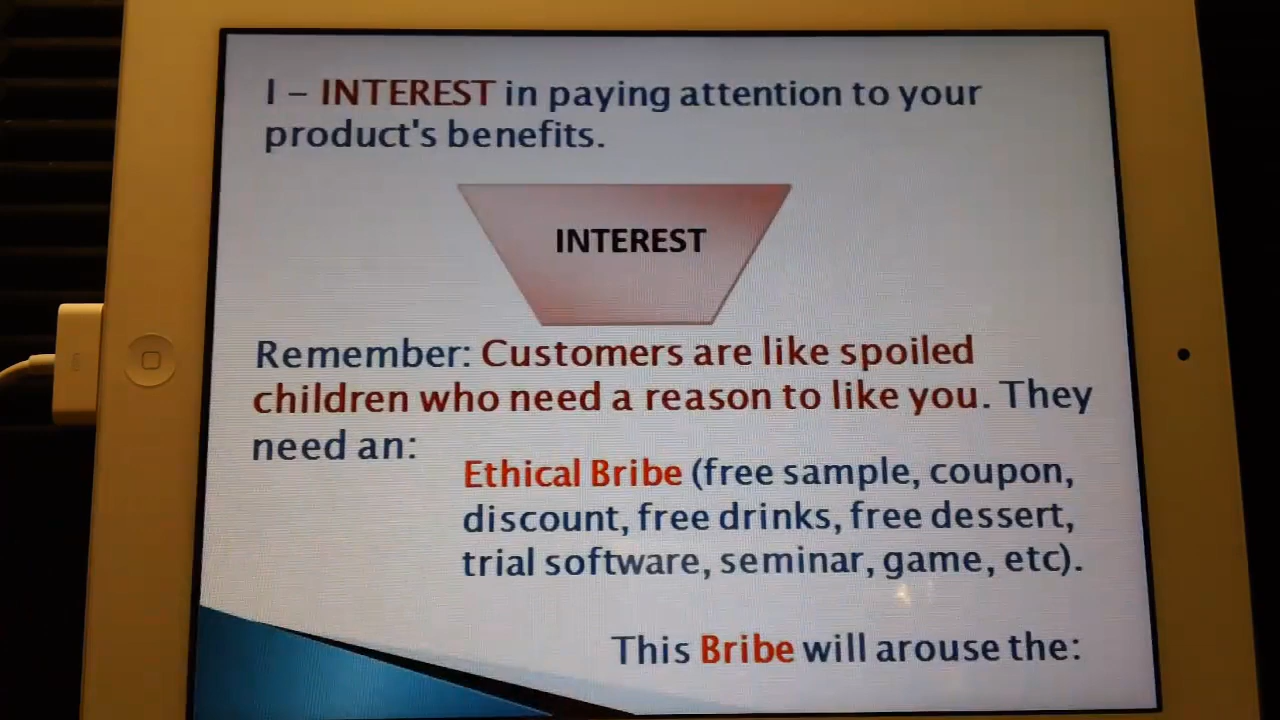 I – INTEREST in paying attention to your
product's benefits.
INTEREST
Remember: Customers are like spoiled
children who need a reason to like you. They
need an:
Ethical Bribe (free sample, coupon,
discount, free drinks, free dessert,
trial software, seminar, game, etc).
This Bribe will arouse the: